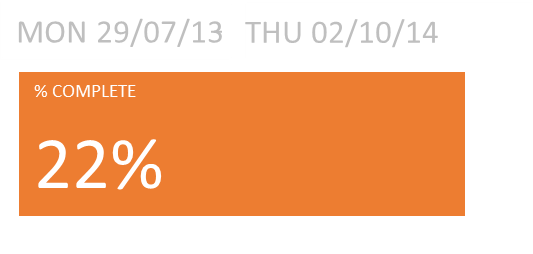 MON 29/07/13 THU 02/10/14
% COMPLETE
22%